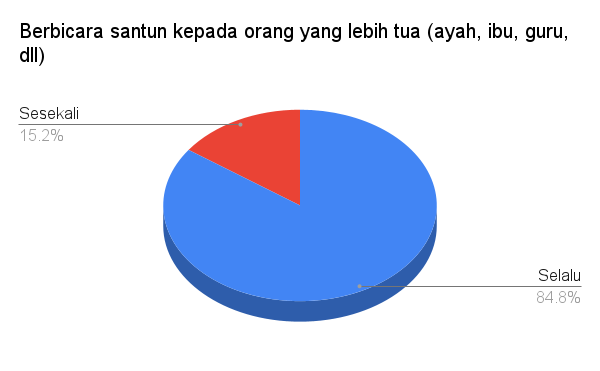 Berbicara santun kepada orang yang lebih tua (ayah, ibu, guru,
dll)
Sesekali
15.2%
Selalu
84.8%